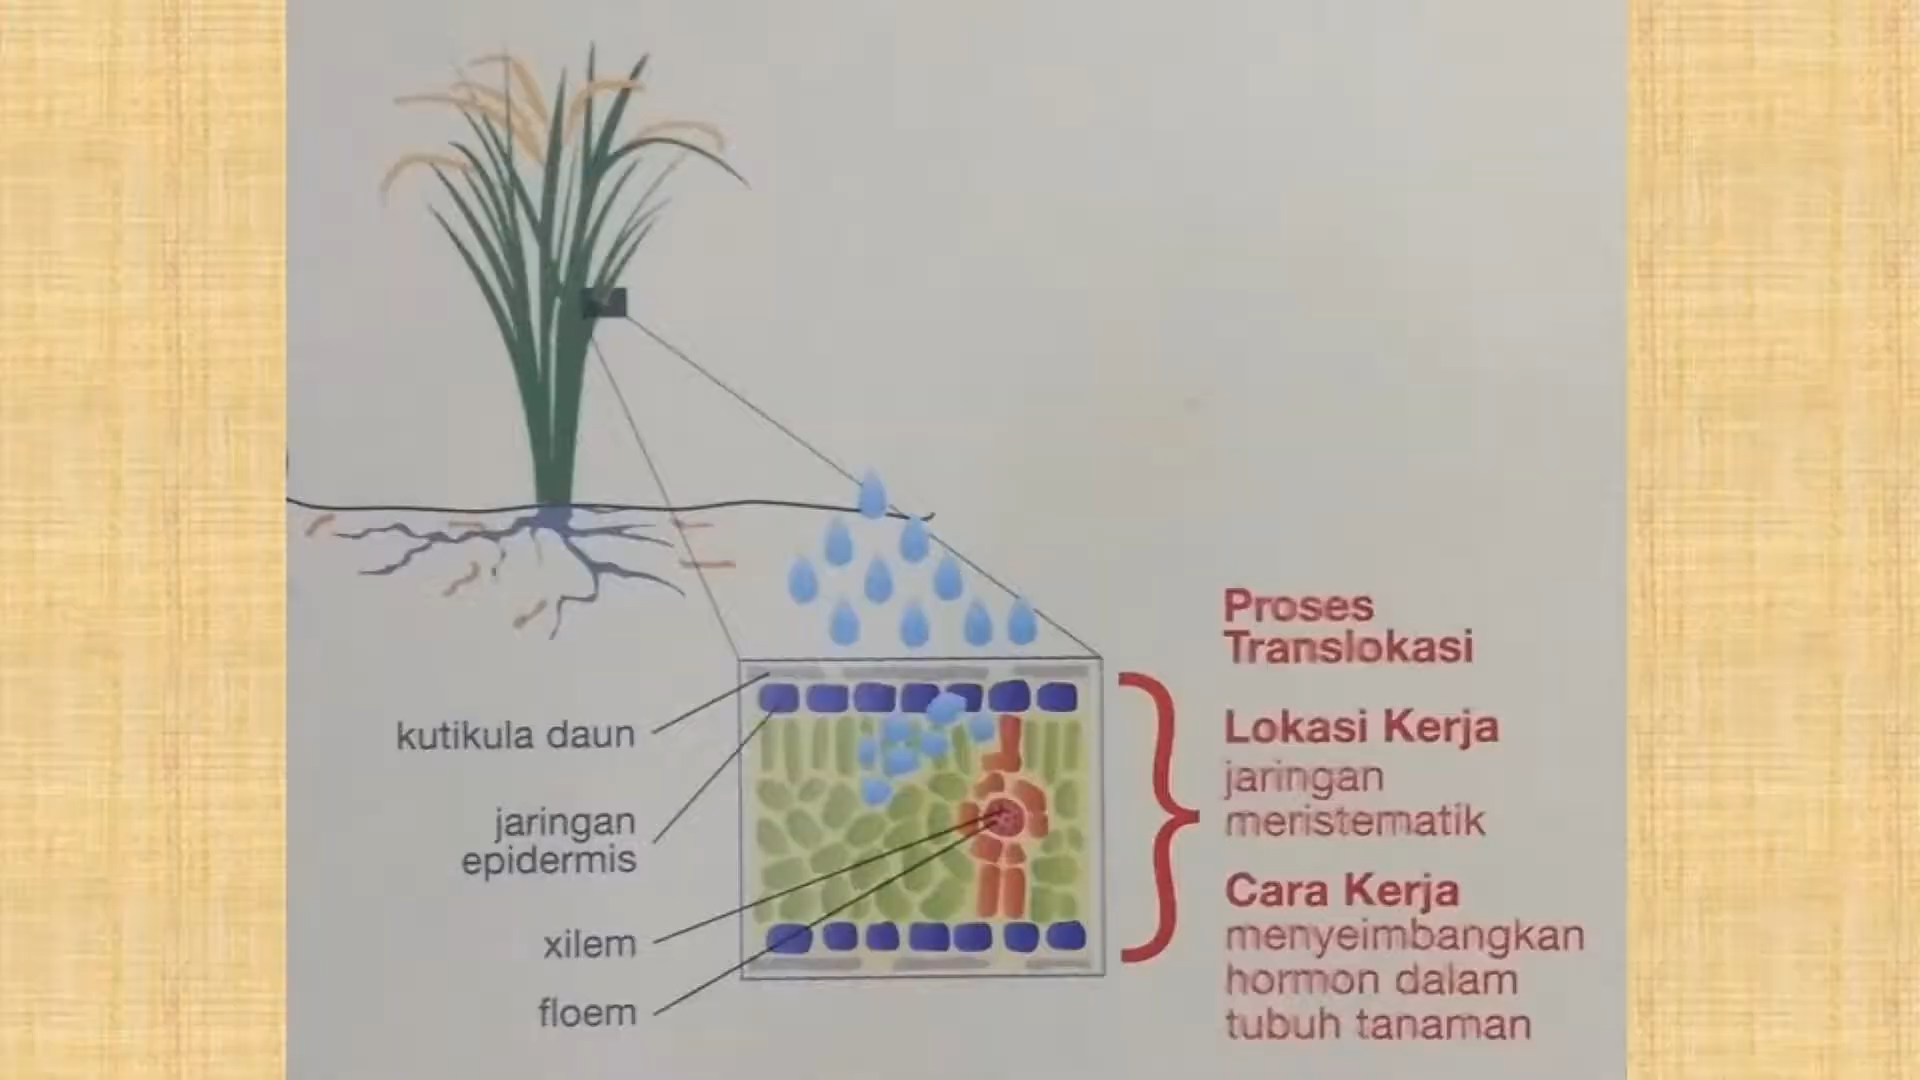 kutikula daun
jaringan
epidermis
xilem
floem
Proses
Translokasi
Lokasi Kerja
jaringan
meristematik
Cara Kerja
menyeimbangkan
hormon dalam
tubuh tanaman